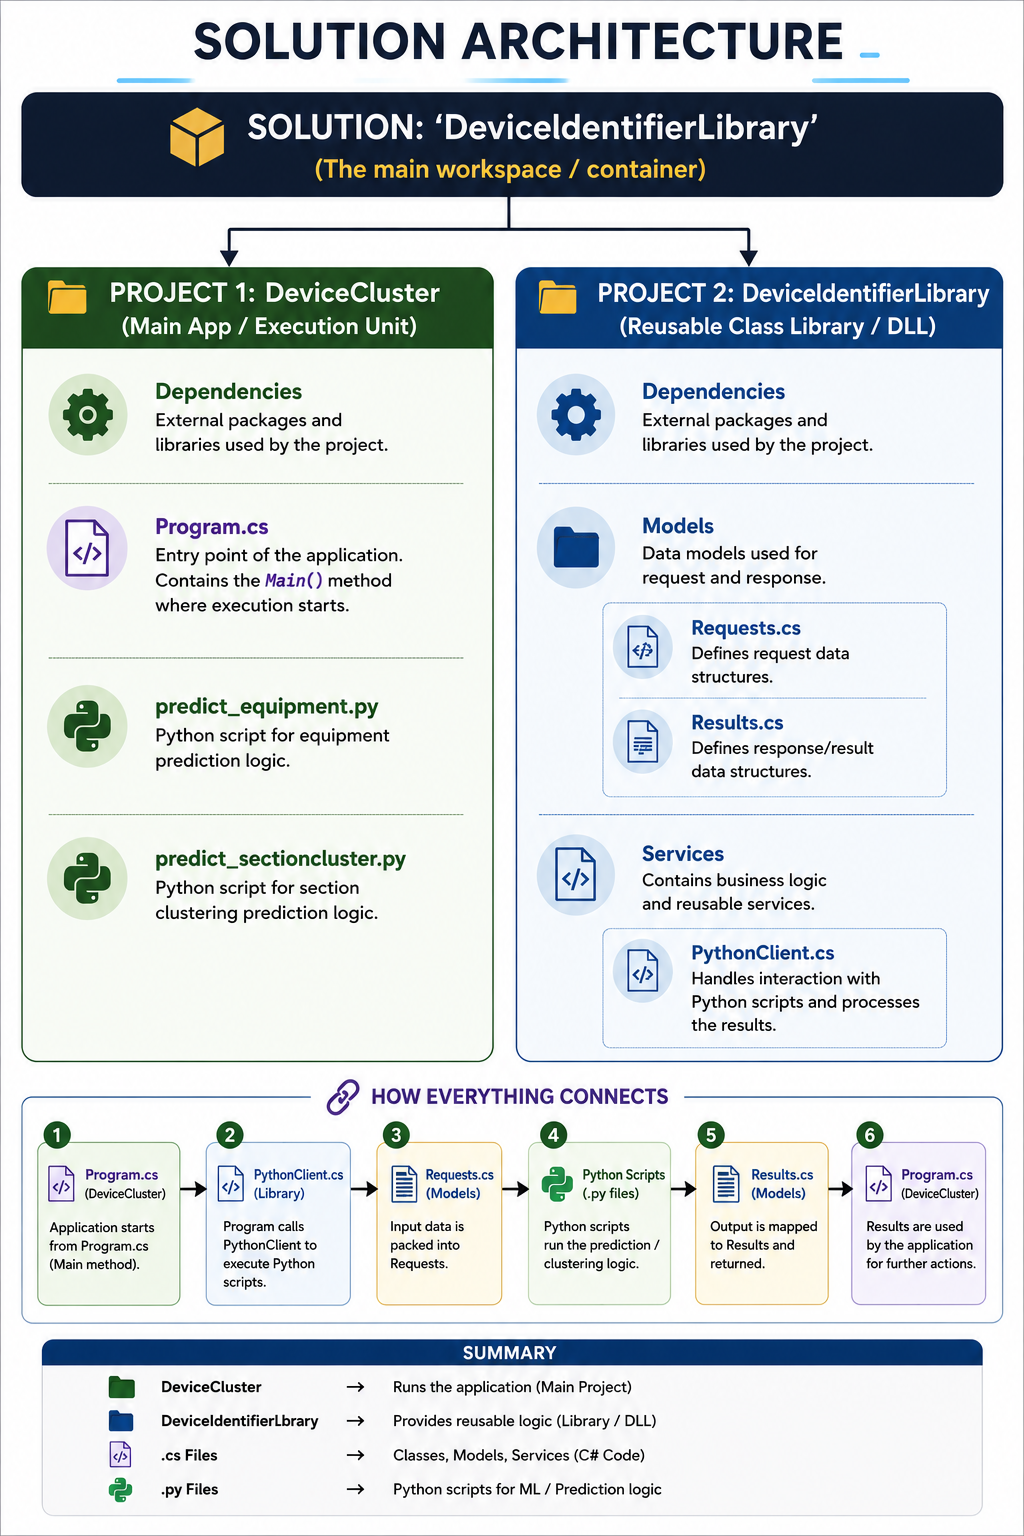 SOLUTION ARCHITECTURE _
SOLUTION: ‘DeviceIdentifierLibrary’
(The main workspace / container)
PROJECT 1: DeviceCluster
(Main App / Execution Unit)
Dependencies
External packages and
libraries used by the project.
Program.cs
Entry point of the application.
Contains the Main() method
where execution starts.
predict_equipment.py
Python script for equipment
prediction logic.
predict_sectioncluster.py
Python script for section
clustering prediction logic.
PROJECT 2: DeviceIdentifierLibrary
(Reusable Class Library / DLL)
Dependencies
External packages and
libraries used by the project.
Models
Data models used for
request and response.
Requests.cs
Defines request data
structures.
Results.cs
Defines response/result
data structures.
Services
Contains business logic
and reusable services.
PythonClient.cs
Handles interaction with
Python scripts and processes
the results.
HOW EVERYTHING CONNECTS
1
Program.cs
(DeviceCluster)
Application starts
from Program.cs
(Main method).
2
PythonClient.cs
(Library)
Program calls
PythonClient to
execute Python
scripts.
3
Requests.cs
(Models)
Input data is
packed into
Requests.
4
Python Scripts
(.py files)
Python scripts
run the prediction /
clustering logic.
5
Results.cs
(Models)
Output is mapped
to Results and
returned.
6
Program.cs
(DeviceCluster)
Results are used
by the application
for further actions.
SUMMARY
DeviceCluster → Runs the application (Main Project)
DeviceIdentifierLbrary → Provides reusable logic (Library / DLL)
.cs Files → Classes, Models, Services (C# Code)
.py Files → Python scripts for ML / Prediction logic